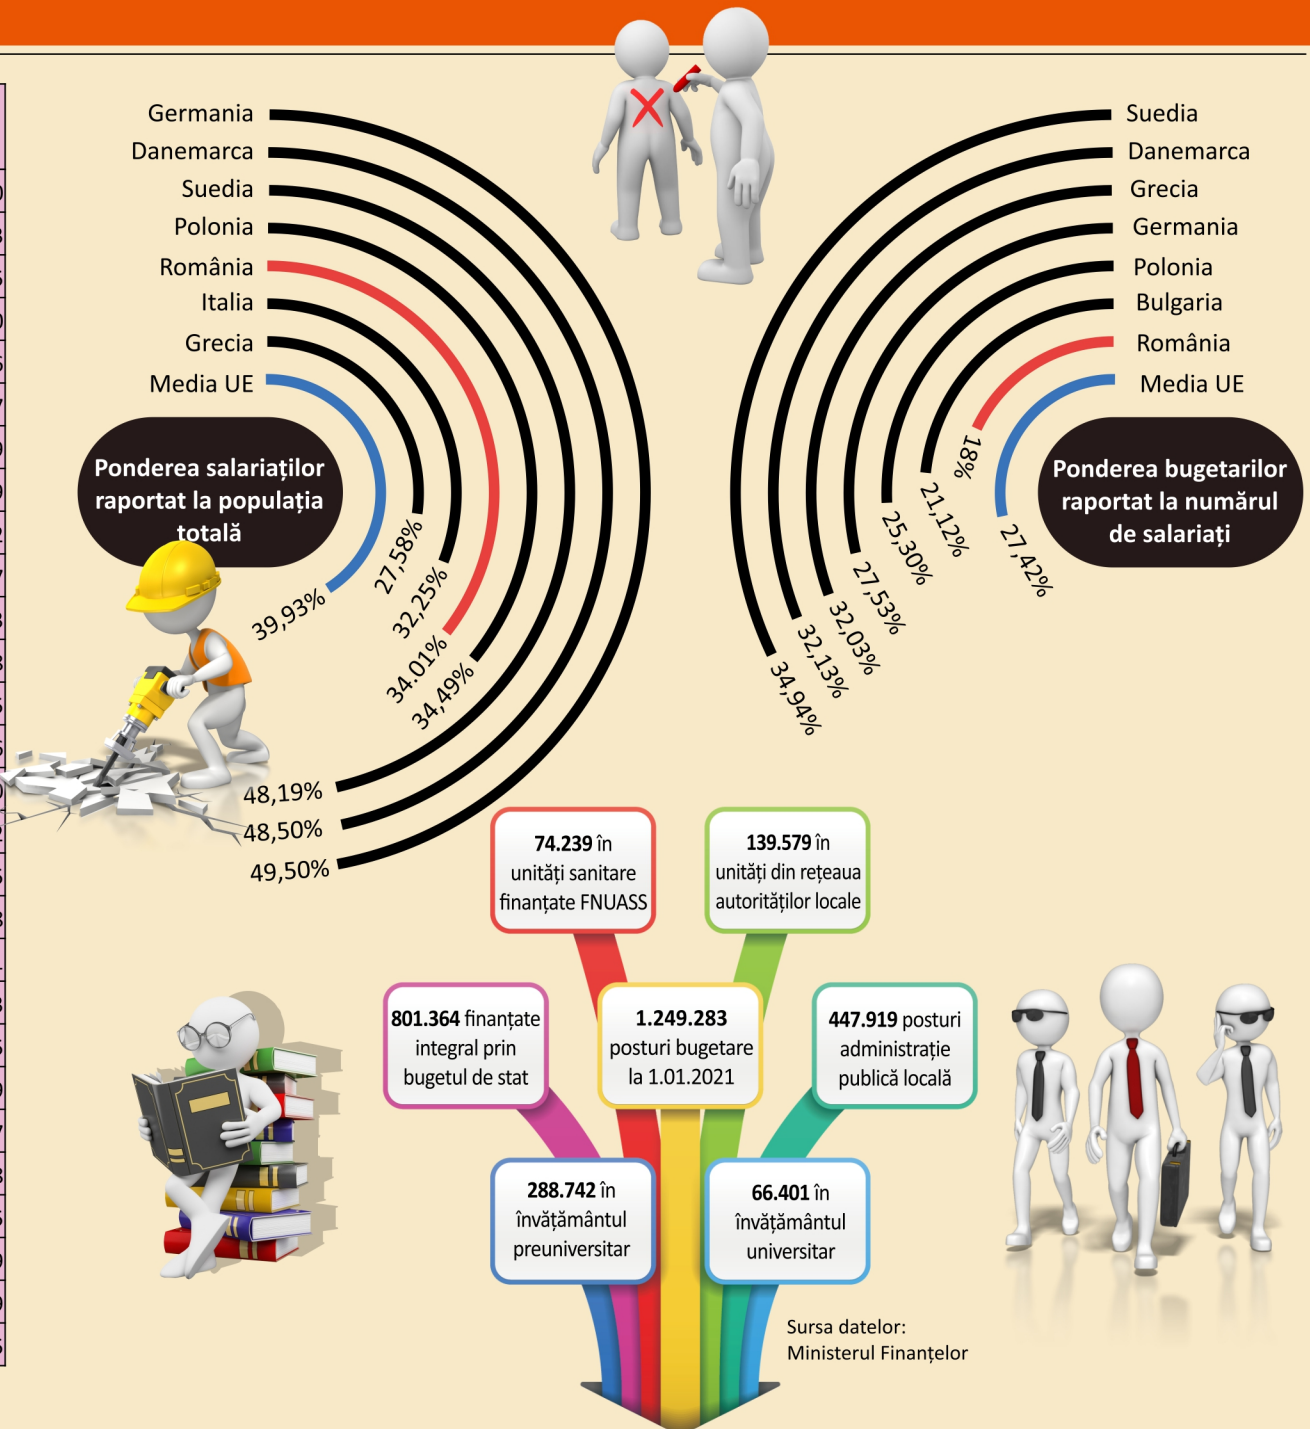 Germania
Danemarca
Suedia
Polonia
România
Italia
Grecia
Media UE
Ponderea salariaților
raportat la populația
totală
39,93%
27,58%
32,25%
34.01%
34,49%
48,19%
48,50%
49,50%
Suedia
Danemarca
Grecia
Germania
Polonia
Bulgaria
România
Media UE
Ponderea bugetarilor
raportat la numărul
de salariați
18%
27,42%
21,12%
25,30%
27,53%
32,03%
32,13%
34,94%
74.239 în
unități sanitare
finanțate FNUASS
139.579 în
unități din rețeaua
autorităților locale
801.364 finanțate
integral prin
bugetul de stat
1.249.283
posturi bugetare
la 1.01.2021
447.919 posturi
administrație
publică locală
288.742 în
învățământul
preuniversitar
66.401 în
învățământul
universitar
Sursa datelor:
Ministerul Finanțelor